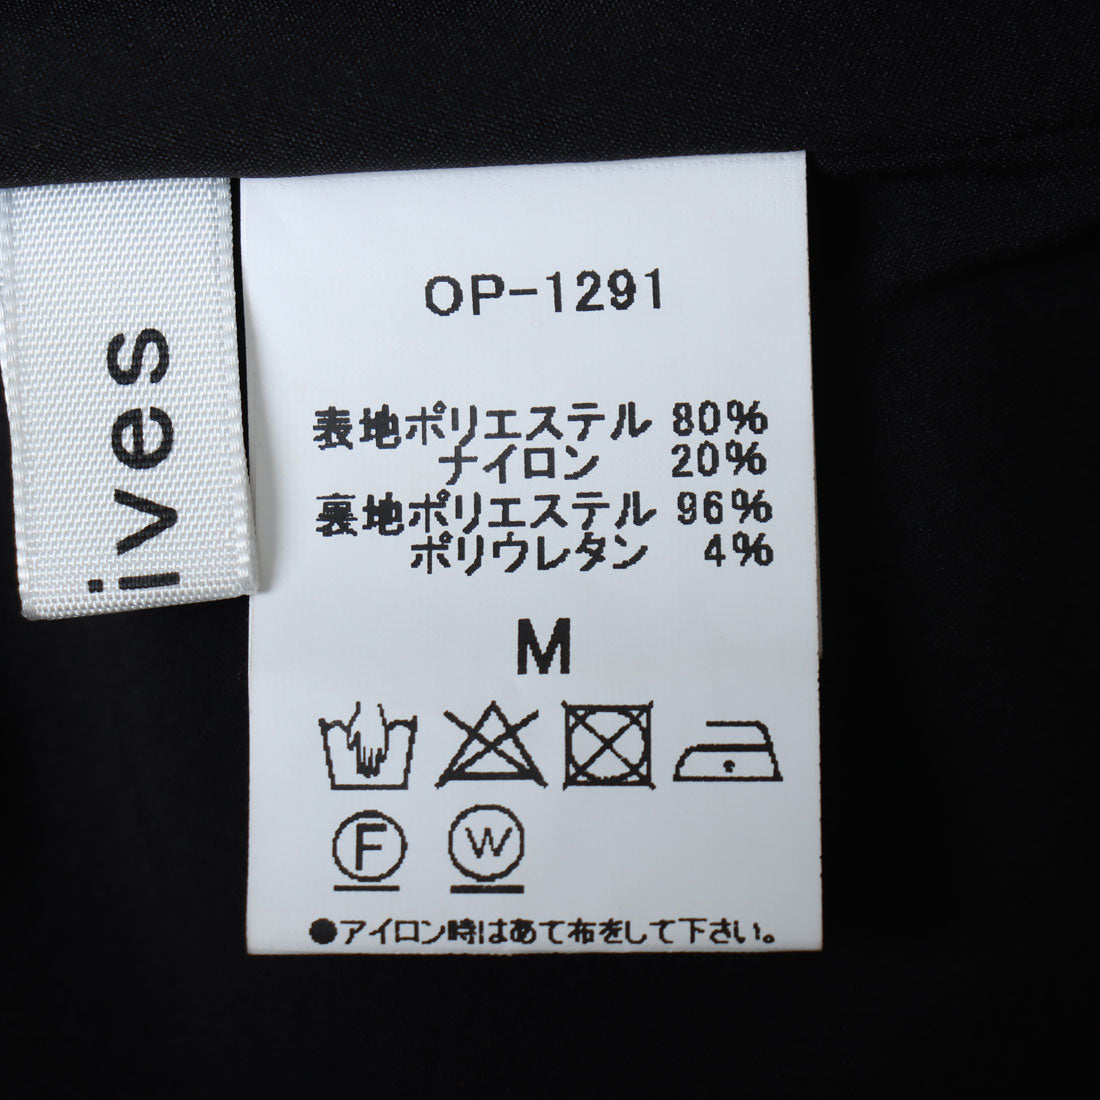 ives
OP-1291
表地ポリエステル 80%
ナイロン 20%
裏地ポリエステル 96%
ポリウレタン 4%
M
F W
●アイロン時はあて布をして下さい。